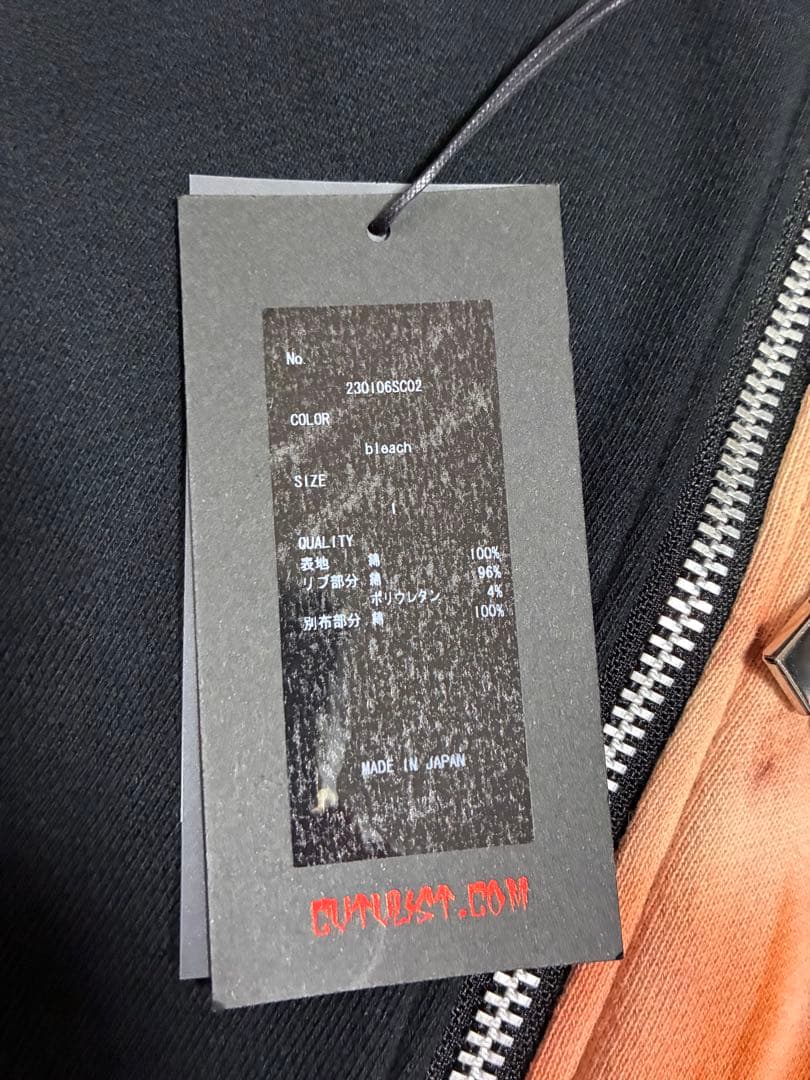 No.
230106SC02
COLOR
bleach
SIZE
1
QUALITY
表地 綿 100%
リブ部分 綿 96%
ポリウレタン 4%
別布部分 綿 100%
MADE IN JAPAN